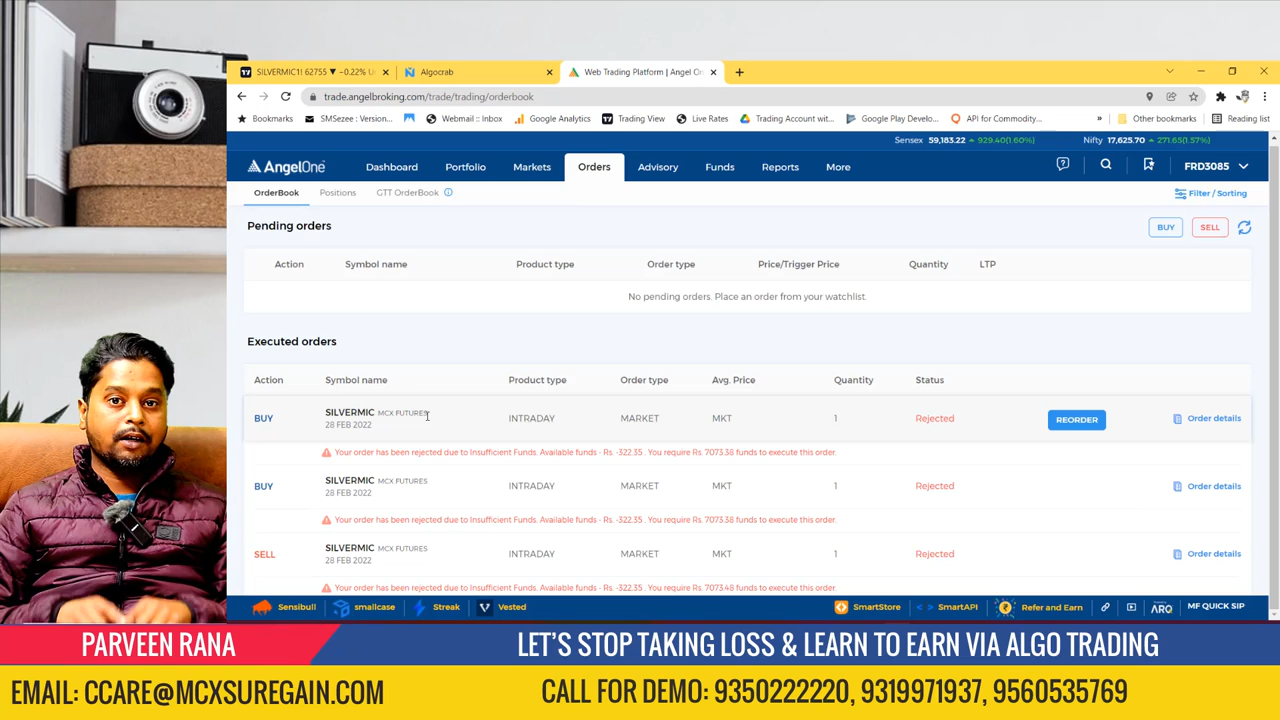 SILVERMIC1! 62755 ▼ −0.22%
Algocrab
Web Trading Platform | Angel O
trade.angelbroking.com/trade/trading/orderbook
Bookmarks
SMSezee : Version...
Webmail :: Inbox
Google Analytics
Trading View
Live Rates
Trading Account wit...
Google Play Develo...
API for Commodity...
»
Other bookmarks
Reading list
Sensex 59,183.22 929.40(1.60%)
Nifty 17,625.70 271.65(1.57%)
AngelOne
Dashboard
Portfolio
Markets
Orders
Advisory
Funds
Reports
More
FRD3085
OrderBook
Positions
GTT OrderBook
Filter / Sorting
Pending orders
BUY
SELL
Action
Symbol name
Product type
Order type
Price/Trigger Price
Quantity
LTP
No pending orders. Place an order from your watchlist.
Executed orders
Action
Symbol name
Product type
Order type
Avg. Price
Quantity
Status
BUY
SILVERMIC MCX FUTURES
28 FEB 2022
INTRADAY
MARKET
MKT
1
Rejected
REORDER
Order details
Your order has been rejected due to Insufficient Funds. Available funds - Rs. -322.35 . You require Rs. 7073.38 funds to execute this order.
BUY
SILVERMIC MCX FUTURES
28 FEB 2022
INTRADAY
MARKET
MKT
1
Rejected
Order details
Your order has been rejected due to Insufficient Funds. Available funds - Rs. -322.35 . You require Rs. 7073.38 funds to execute this order.
SELL
SILVERMIC MCX FUTURES
28 FEB 2022
INTRADAY
MARKET
MKT
1
Rejected
Order details
Your order has been rejected due to Insufficient Funds. Available funds - Rs. -322.35 . You require Rs. 7073.48 funds to execute this order.
Sensibull
smallcase
Streak
Vested
SmartStore
SmartAPI
Refer and Earn
ARQ
MF QUICK SIP
PARVEEN RANA
LET'S STOP TAKING LOSS & LEARN TO EARN VIA ALGO TRADING
EMAIL: CCARE@MCXSUREGAIN.COM
CALL FOR DEMO: 9350222220, 9319971937, 9560535769